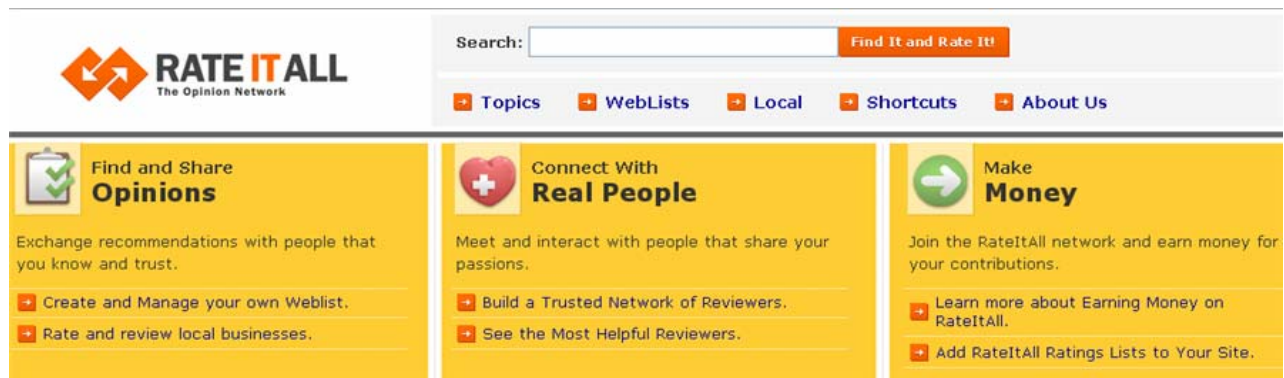 RATE IT ALL
The Opinion Network
Search:
Find It and Rate It!
Topics
WebLists
Local
Shortcuts
About Us
Find and Share
Opinions
Exchange recommendations with people that
you know and trust.
Create and Manage your own Weblist.
Rate and review local businesses.
Connect With
Real People
Meet and interact with people that share your
passions.
Build a Trusted Network of Reviewers.
See the Most Helpful Reviewers.
Make
Money
Join the RateItAll network and earn money for
your contributions.
Learn more about Earning Money on
RateItAll.
Add RateItAll Ratings Lists to Your Site.